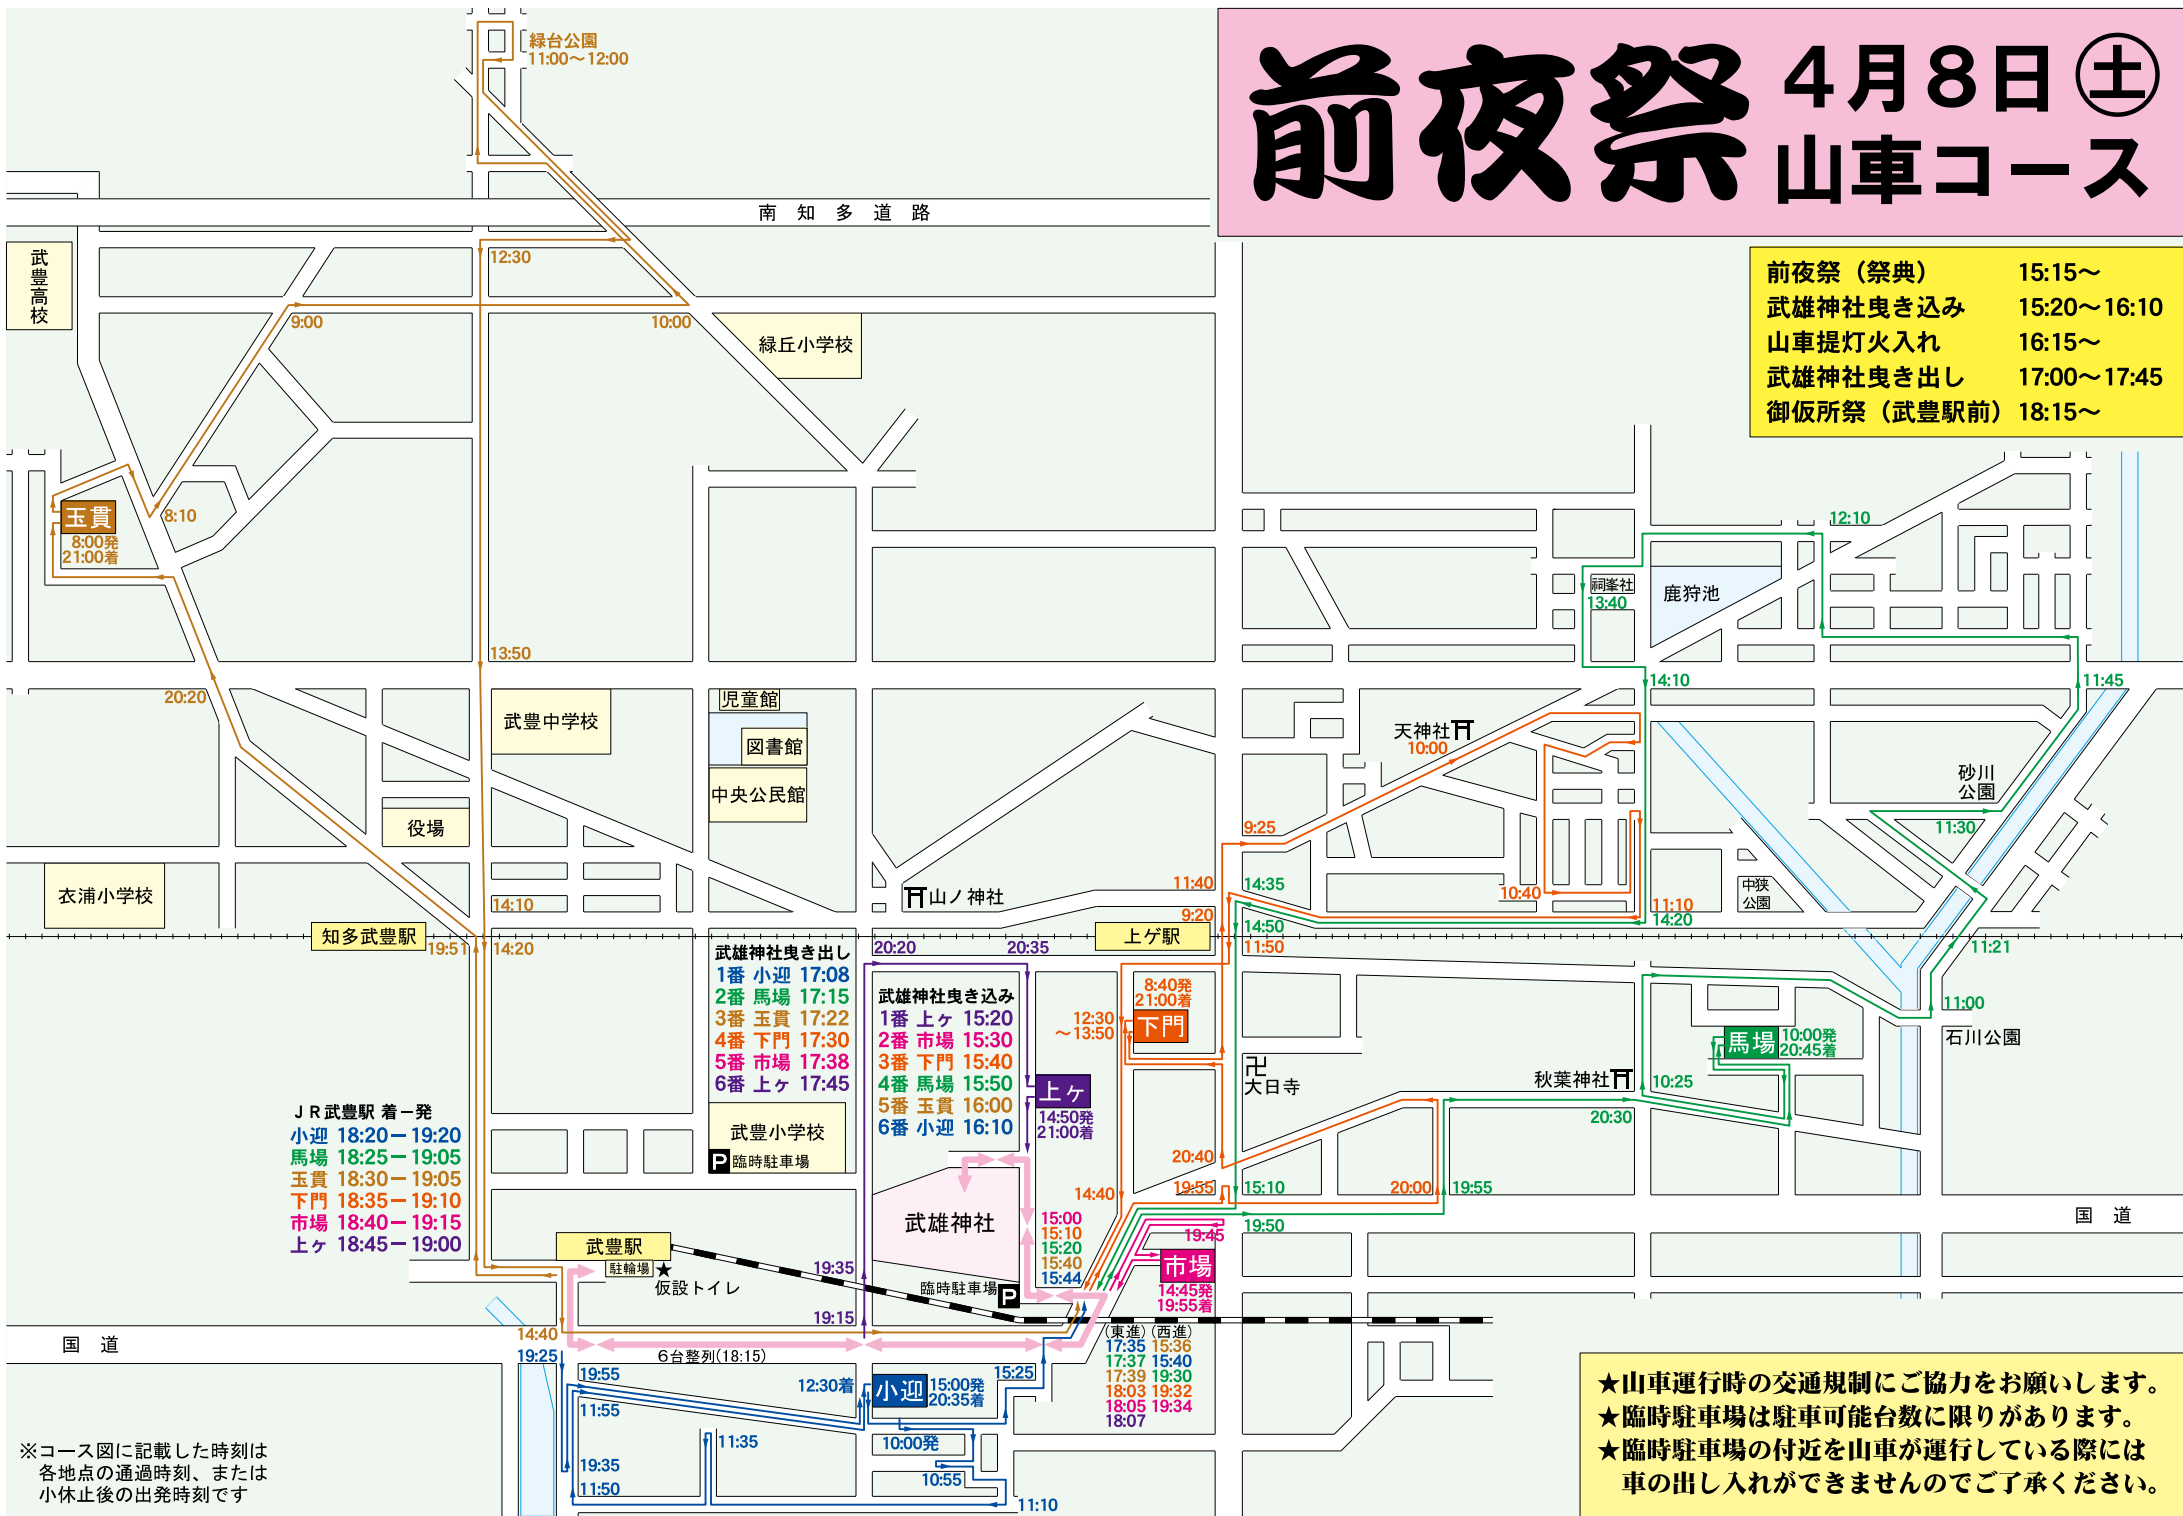 前夜祭
4月8日㊏
山車コース
前夜祭（祭典） 15:15〜
武雄神社曳き込み 15:20〜16:10
山車提灯火入れ 16:15〜
武雄神社曳き出し 17:00〜17:45
御仮所祭（武豊駅前） 18:15〜
緑台公園
11:00〜12:00
南知多道路
武豊高校
12:30
9:00
10:00
緑丘小学校
玉貫
8:00発
21:00着
8:10
12:10
祠峯社
13:40
鹿狩池
13:50
20:20
14:10
11:45
武豊中学校
児童館
図書館
中央公民館
天神社
10:00
砂川
公園
11:30
役場
9:25
衣浦小学校
山ノ神社
11:40
14:35
10:40
11:10
14:20
中狭
公園
14:10
9:20
14:50
11:50
知多武豊駅
19:51
14:20
20:20
20:35
上ゲ駅
11:21
武雄神社曳き出し
1番 小迎 17:08
2番 馬場 17:15
3番 玉貫 17:22
4番 下門 17:30
5番 市場 17:38
6番 上ヶ 17:45
武雄神社曳き込み
1番 上ヶ 15:20
2番 市場 15:30
3番 下門 15:40
4番 馬場 15:50
5番 玉貫 16:00
6番 小迎 16:10
8:40発
21:00着
下門
12:30
〜13:50
11:00
石川公園
馬場
10:00発
20:45着
大日寺
秋葉神社
10:25
20:30
上ヶ
14:50発
21:00着
武豊小学校
P 臨時駐車場
JR武豊駅 着−発
小迎 18:20−19:20
馬場 18:25−19:05
玉貫 18:30−19:05
下門 18:35−19:10
市場 18:40−19:15
上ヶ 18:45−19:00
20:40
14:40
19:55
15:10
20:00
19:55
19:50
19:45
国道
武雄神社
15:00
15:10
15:20
15:40
15:44
市場
14:45発
19:55着
武豊駅
駐輪場
★
仮設トイレ
19:35
臨時駐車場 P
19:15
国道
14:40
19:25
6台整列(18:15)
(東進)(西進)
17:35 15:36
17:37 15:40
17:39 19:30
18:03 19:32
18:05 19:34
18:07
19:55
11:55
12:30着
小迎
15:00発
20:35着
15:25
10:00発
11:35
19:35
11:50
10:55
11:10
※コース図に記載した時刻は
各地点の通過時刻、または
小休止後の出発時刻です
★山車運行時の交通規制にご協力をお願いします。
★臨時駐車場は駐車可能台数に限りがあります。
★臨時駐車場の付近を山車が運行している際には
車の出し入れができませんのでご了承ください。